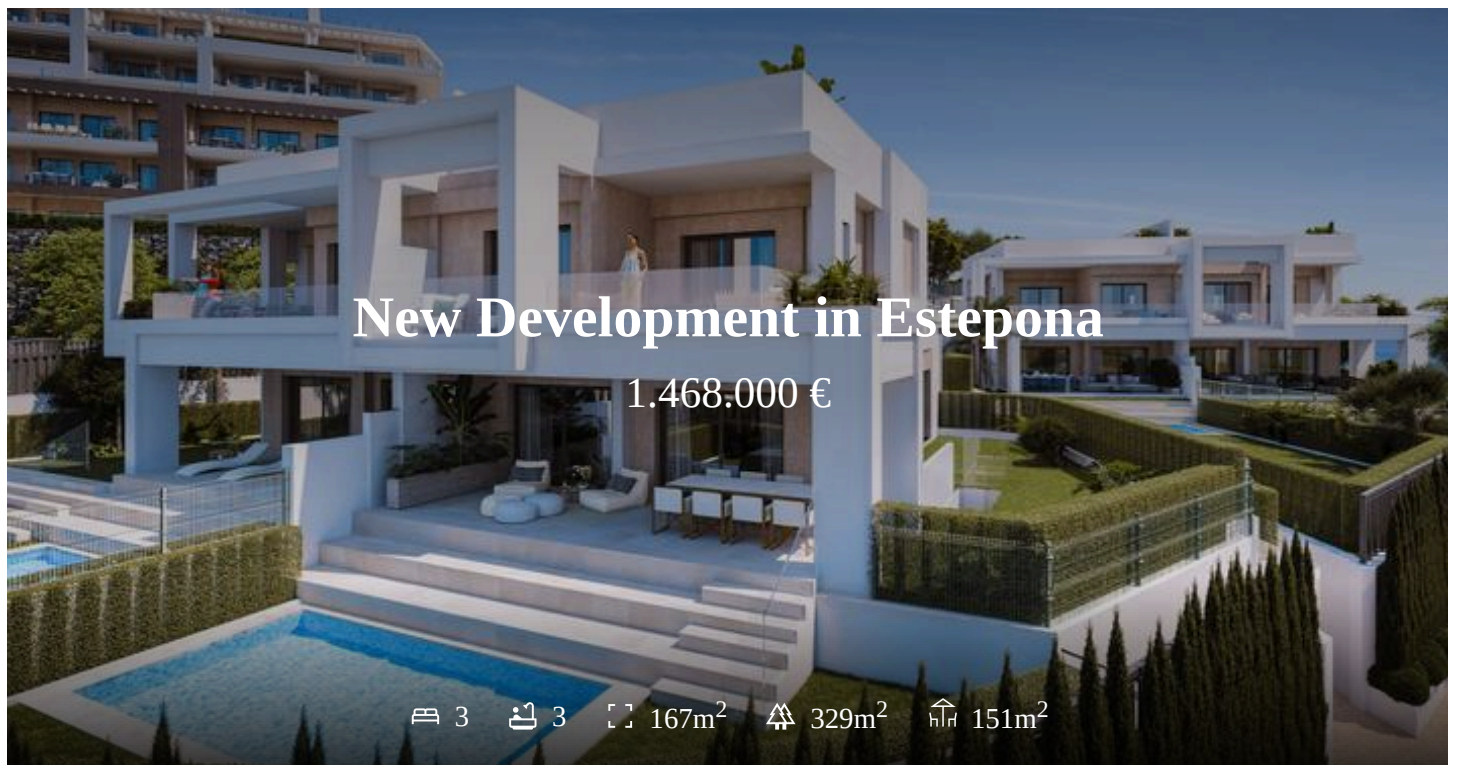 New Development in Estepona
1.468.000 €
3 3 167m² 329m² 151m²